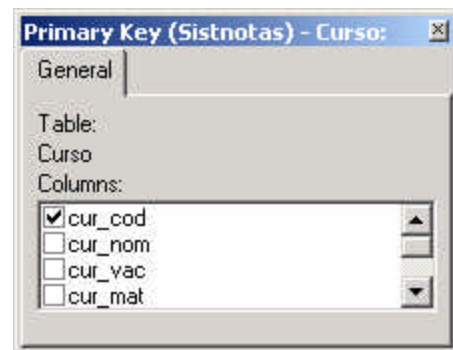 Primary Key (Sistnotas) - Curso:
General
Table:
Curso
Columns:
cur_cod
cur_nom
cur_vac
cur_mat